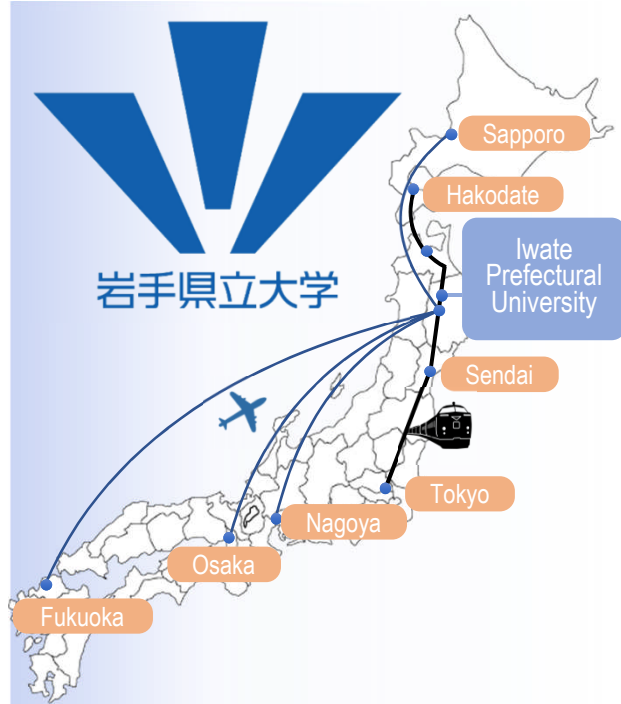 岩手県立大学
Sapporo
Hakodate
Iwate
Prefectural
University
Sendai
Tokyo
Nagoya
Osaka
Fukuoka